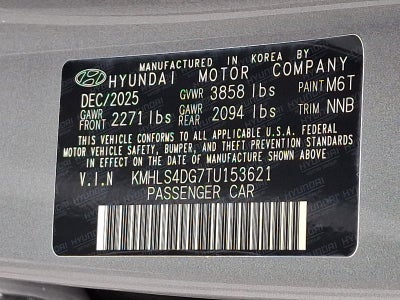 MANUFACTURED IN KOREA BY
HYUNDAI MOTOR COMPANY
DEC/2025 GVWR 3858 lbs PAINT M6T
GAWR FRONT 2271 lbs GAWR REAR 2094 lbs TRIM NNB
THIS VEHICLE CONFORMS TO ALL APPLICABLE U.S.A. FEDERAL
MOTOR VEHICLE SAFETY, BUMPER, AND THEFT PREVENTION STANDARDS
IN EFFECT ON THE DATE OF MANUFACTURE SHOWN ABOVE.
V.I.N KMHLS4DG7TU153621
PASSENGER CAR